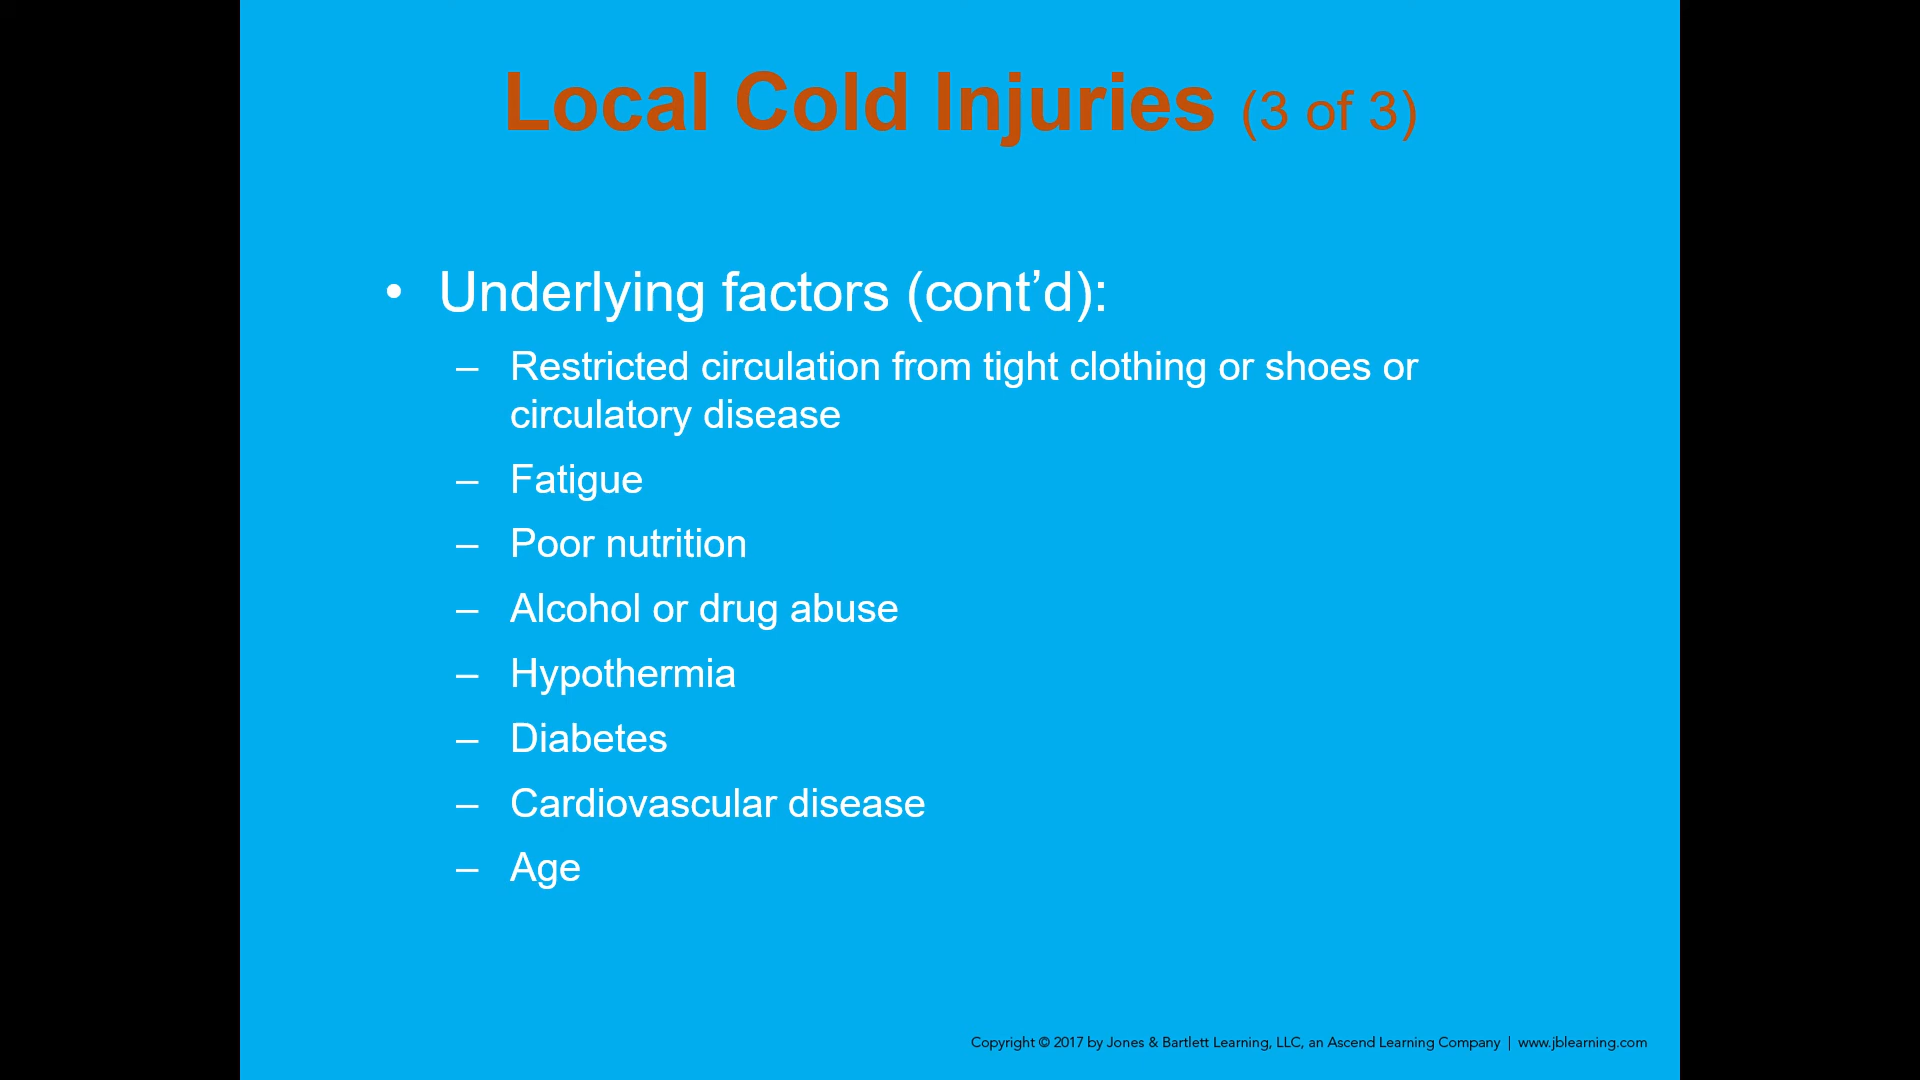 Local Cold Injuries (3 of 3)
• Underlying factors (cont’d):
– Restricted circulation from tight clothing or shoes or
circulatory disease
– Fatigue
– Poor nutrition
– Alcohol or drug abuse
– Hypothermia
– Diabetes
– Cardiovascular disease
– Age
Copyright © 2017 by Jones & Bartlett Learning, LLC, an Ascend Learning Company | www.jblearning.com